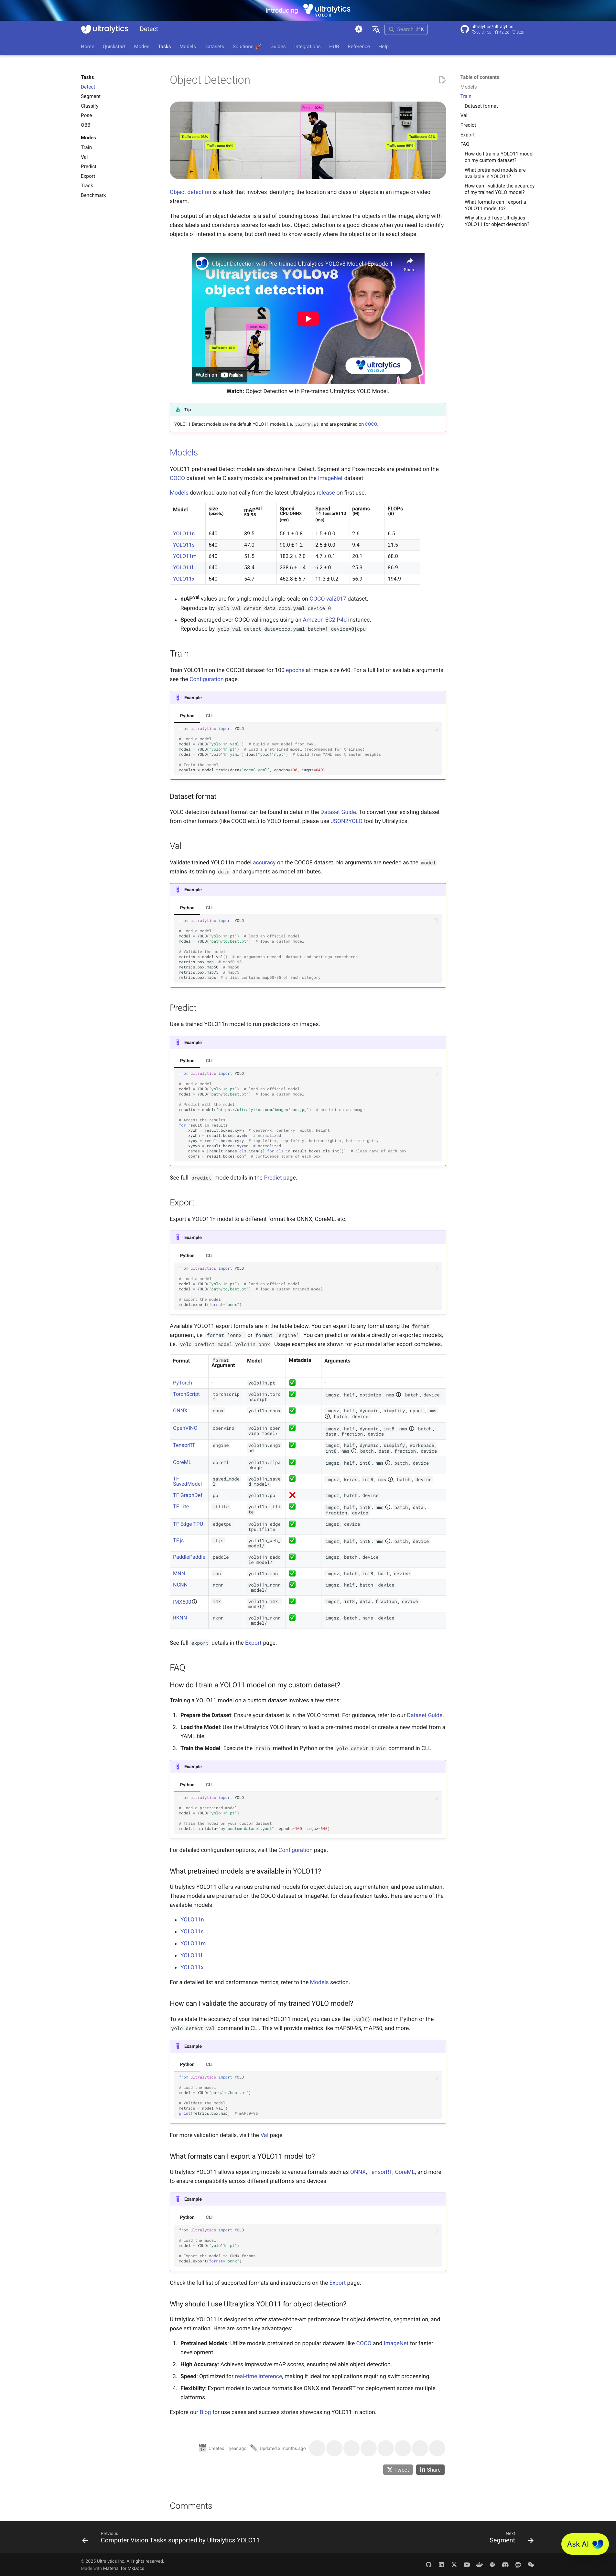 Introducing ultralytics YOLO11
ultralytics Detect Search ⌘K ultralytics/ultralytics
Home Quickstart Modes Tasks Models Datasets Solutions 🚀 Guides Integrations HUB Reference Help
Tasks
Detect
Segment
Classify
Pose
OBB
Modes
Train
Val
Predict
Export
Track
Benchmark
Object Detection
Object detection is a task that involves identifying the location and class of objects in an image or video
stream.
The output of an object detector is a set of bounding boxes that enclose the objects in the image, along with
class labels and confidence scores for each box. Object detection is a good choice when you need to identify
objects of interest in a scene, but don't need to know exactly where the object is or its exact shape.
Object Detection with Pre-trained Ultralytics YOLOv8 Model | Episode 1
Share
Ultralytics YOLOv8
object detection
Watch on YouTube
ultralytics
Watch: Object Detection with Pre-trained Ultralytics YOLO Model.
Tip
YOLO11 Detect models are the default YOLO11 models, i.e. yolo11n.pt and are pretrained on COCO.
Models
YOLO11 pretrained Detect models are shown here. Detect, Segment and Pose models are pretrained on the
COCO dataset, while Classify models are pretrained on the ImageNet dataset.
Models download automatically from the latest Ultralytics release on first use.
Model size (pixels) mAPval 50-95 Speed CPU ONNX (ms) Speed T4 TensorRT10 (ms) params (M) FLOPs (B)
YOLO11n 640 39.5 56.1 ± 0.8 1.5 ± 0.0 2.6 6.5
YOLO11s 640 47.0 90.0 ± 1.2 2.5 ± 0.0 9.4 21.5
YOLO11m 640 51.5 183.2 ± 2.0 4.7 ± 0.1 20.1 68.0
YOLO11l 640 53.4 238.6 ± 1.4 6.2 ± 0.1 25.3 86.9
YOLO11x 640 54.7 462.8 ± 6.7 11.3 ± 0.2 56.9 194.9
• mAPval values are for single-model single-scale on COCO val2017 dataset.
Reproduce by yolo val detect data=coco.yaml device=0
• Speed averaged over COCO val images using an Amazon EC2 P4d instance.
Reproduce by yolo val detect data=coco.yaml batch=1 device=0|cpu
Train
Train YOLO11n on the COCO8 dataset for 100 epochs at image size 640. For a full list of available arguments
see the Configuration page.
Example
Python CLI
from ultralytics import YOLO
# Load a model
model = YOLO("yolo11n.yaml") # build a new model from YAML
model = YOLO("yolo11n.pt") # load a pretrained model (recommended for training)
model = YOLO("yolo11n.yaml").load("yolo11n.pt") # build from YAML and transfer weights
# Train the model
results = model.train(data="coco8.yaml", epochs=100, imgsz=640)
Dataset format
YOLO detection dataset format can be found in detail in the Dataset Guide. To convert your existing dataset
from other formats (like COCO etc.) to YOLO format, please use JSON2YOLO tool by Ultralytics.
Val
Validate trained YOLO11n model accuracy on the COCO8 dataset. No arguments are needed as the model
retains its training data and arguments as model attributes.
Example
Python CLI
from ultralytics import YOLO
# Load a model
model = YOLO("yolo11n.pt") # load an official model
model = YOLO("path/to/best.pt") # load a custom model
# Validate the model
metrics = model.val() # no arguments needed, dataset and settings remembered
metrics.box.map # map50-95
metrics.box.map50 # map50
metrics.box.map75 # map75
metrics.box.maps # a list contains map50-95 of each category
Predict
Use a trained YOLO11n model to run predictions on images.
Example
Python CLI
from ultralytics import YOLO
# Load a model
model = YOLO("yolo11n.pt") # load an official model
model = YOLO("path/to/best.pt") # load a custom model
# Predict with the model
results = model("https://ultralytics.com/images/bus.jpg") # predict on an image
# Access the results
for result in results:
xywh = result.boxes.xywh # center-x, center-y, width, height
xywhn = result.boxes.xywhn # normalized
xyxy = result.boxes.xyxy # top-left-x, top-left-y, bottom-right-x, bottom-right-y
xyxyn = result.boxes.xyxyn # normalized
names = [result.names[cls.item()] for cls in result.boxes.cls.int()] # class name of each box
confs = result.boxes.conf # confidence score of each box
See full predict mode details in the Predict page.
Export
Export a YOLO11n model to a different format like ONNX, CoreML, etc.
Example
Python CLI
from ultralytics import YOLO
# Load a model
model = YOLO("yolo11n.pt") # load an official model
model = YOLO("path/to/best.pt") # load a custom trained model
# Export the model
model.export(format="onnx")
Available YOLO11 export formats are in the table below. You can export to any format using the format
argument, i.e. format='onnx' or format='engine'. You can predict or validate directly on exported models,
i.e. yolo predict model=yolo11n.onnx. Usage examples are shown for your model after export completes.
Format format Argument Model Metadata Arguments
PyTorch - yolo11n.pt ✅ -
TorchScript torchscript yolo11n.torchscript ✅ imgsz, half, optimize, nms, batch, device
ONNX onnx yolo11n.onnx ✅ imgsz, half, dynamic, simplify, opset, nms, batch, device
OpenVINO openvino yolo11n_openvino_model/ ✅ imgsz, half, dynamic, int8, nms, batch, data, fraction, device
TensorRT engine yolo11n.engine ✅ imgsz, half, dynamic, simplify, workspace, int8, nms, batch, data, fraction, device
CoreML coreml yolo11n.mlpackage ✅ imgsz, half, int8, nms, batch, device
TF SavedModel saved_model yolo11n_saved_model/ ✅ imgsz, keras, int8, nms, batch, device
TF GraphDef pb yolo11n.pb ❌ imgsz, batch, device
TF Lite tflite yolo11n.tflite ✅ imgsz, half, int8, nms, batch, data, fraction, device
TF Edge TPU edgetpu yolo11n_edgetpu.tflite ✅ imgsz, device
TF.js tfjs yolo11n_web_model/ ✅ imgsz, half, int8, nms, batch, device
PaddlePaddle paddle yolo11n_paddle_model/ ✅ imgsz, batch, device
MNN mnn yolo11n.mnn ✅ imgsz, batch, int8, half, device
NCNN ncnn yolo11n_ncnn_model/ ✅ imgsz, half, batch, device
IMX500 imx yolo11n_imx_model/ ✅ imgsz, int8, data, fraction, device
RKNN rknn yolo11n_rknn_model/ ✅ imgsz, batch, name, device
See full export details in the Export page.
FAQ
How do I train a YOLO11 model on my custom dataset?
Training a YOLO11 model on a custom dataset involves a few steps:
1. Prepare the Dataset: Ensure your dataset is in the YOLO format. For guidance, refer to our Dataset Guide.
2. Load the Model: Use the Ultralytics YOLO library to load a pre-trained model or create a new model from a
YAML file.
3. Train the Model: Execute the train method in Python or the yolo detect train command in CLI.
Example
Python CLI
from ultralytics import YOLO
# Load a pretrained model
model = YOLO("yolo11n.pt")
# Train the model on your custom dataset
model.train(data="my_custom_dataset.yaml", epochs=100, imgsz=640)
For detailed configuration options, visit the Configuration page.
What pretrained models are available in YOLO11?
Ultralytics YOLO11 offers various pretrained models for object detection, segmentation, and pose estimation.
These models are pretrained on the COCO dataset or ImageNet for classification tasks. Here are some of the
available models:
• YOLO11n
• YOLO11s
• YOLO11m
• YOLO11l
• YOLO11x
For a detailed list and performance metrics, refer to the Models section.
How can I validate the accuracy of my trained YOLO model?
To validate the accuracy of your trained YOLO11 model, you can use the .val() method in Python or the
yolo detect val command in CLI. This will provide metrics like mAP50-95, mAP50, and more.
Example
Python CLI
from ultralytics import YOLO
# Load the model
model = YOLO("path/to/best.pt")
# Validate the model
metrics = model.val()
print(metrics.box.map) # mAP50-95
For more validation details, visit the Val page.
What formats can I export a YOLO11 model to?
Ultralytics YOLO11 allows exporting models to various formats such as ONNX, TensorRT, CoreML, and more
to ensure compatibility across different platforms and devices.
Example
Python CLI
from ultralytics import YOLO
# Load the model
model = YOLO("yolo11n.pt")
# Export the model to ONNX format
model.export(format="onnx")
Check the full list of supported formats and instructions on the Export page.
Why should I use Ultralytics YOLO11 for object detection?
Ultralytics YOLO11 is designed to offer state-of-the-art performance for object detection, segmentation, and
pose estimation. Here are some key advantages:
1. Pretrained Models: Utilize models pretrained on popular datasets like COCO and ImageNet for faster
development.
2. High Accuracy: Achieves impressive mAP scores, ensuring reliable object detection.
3. Speed: Optimized for real-time inference, making it ideal for applications requiring swift processing.
4. Flexibility: Export models to various formats like ONNX and TensorRT for deployment across multiple
platforms.
Explore our Blog for use cases and success stories showcasing YOLO11 in action.
Created 1 year ago Updated 3 months ago
Tweet Share
Comments
Table of contents
Models
Train
Dataset format
Val
Predict
Export
FAQ
How do I train a YOLO11 model
on my custom dataset?
What pretrained models are
available in YOLO11?
How can I validate the accuracy
of my trained YOLO model?
What formats can I export a
YOLO11 model to?
Why should I use Ultralytics
YOLO11 for object detection?
Previous
Computer Vision Tasks supported by Ultralytics YOLO11
Next
Segment
Ask AI
© 2025 Ultralytics Inc. All rights reserved.
Made with Material for MkDocs